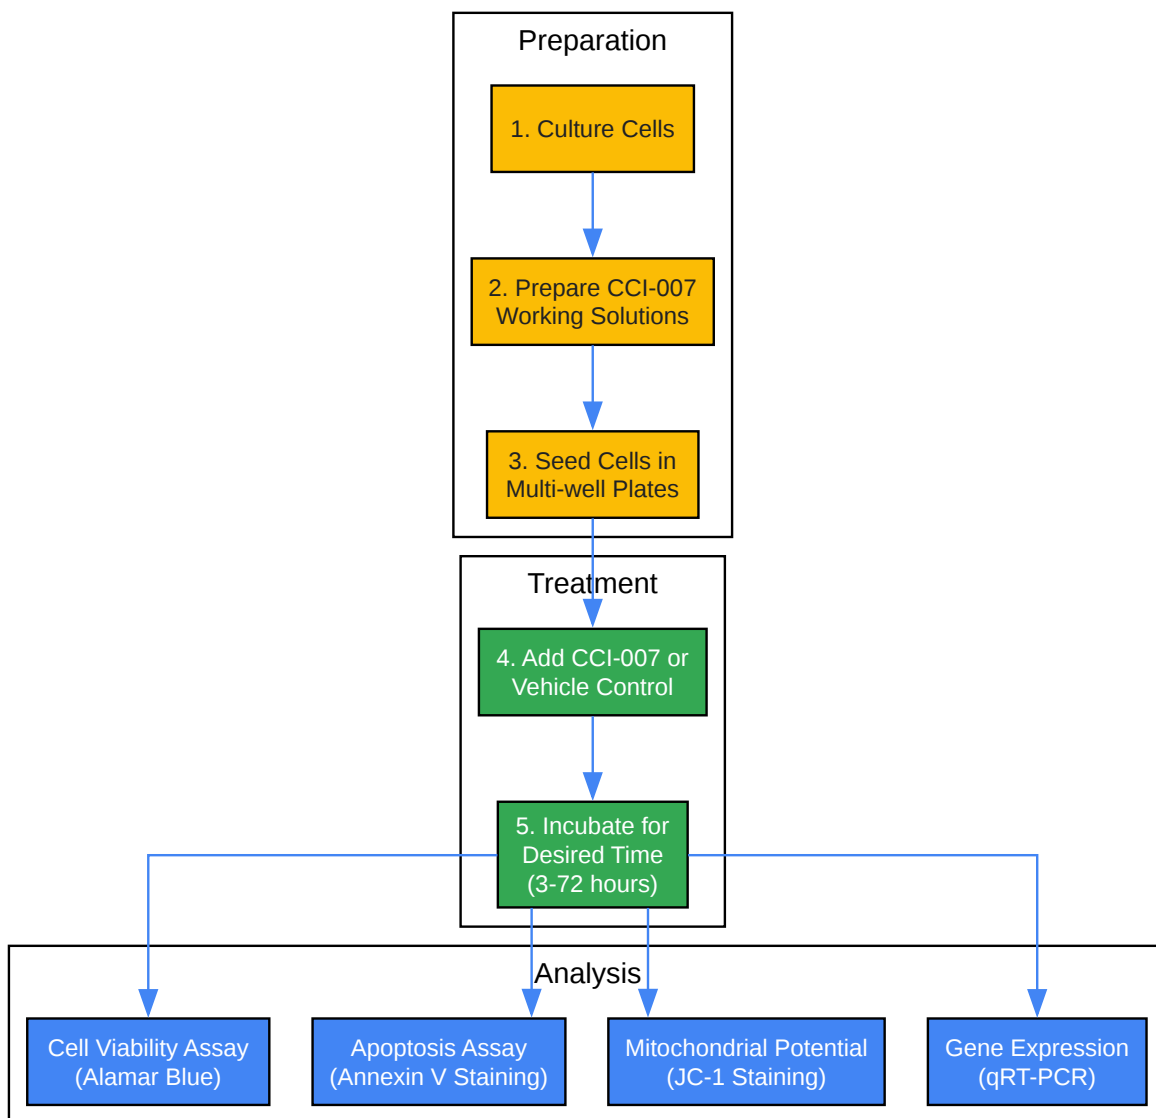 Preparation
1. Culture Cells
2. Prepare CCI-007
Working Solutions
3. Seed Cells in
Multi-well Plates
Treatment
4. Add CCI-007 or
Vehicle Control
5. Incubate for
Desired Time
(3-72 hours)
Analysis
Cell Viability Assay
(Alamar Blue)
Apoptosis Assay
(Annexin V Staining)
Mitochondrial Potential
(JC-1 Staining)
Gene Expression
(qRT-PCR)